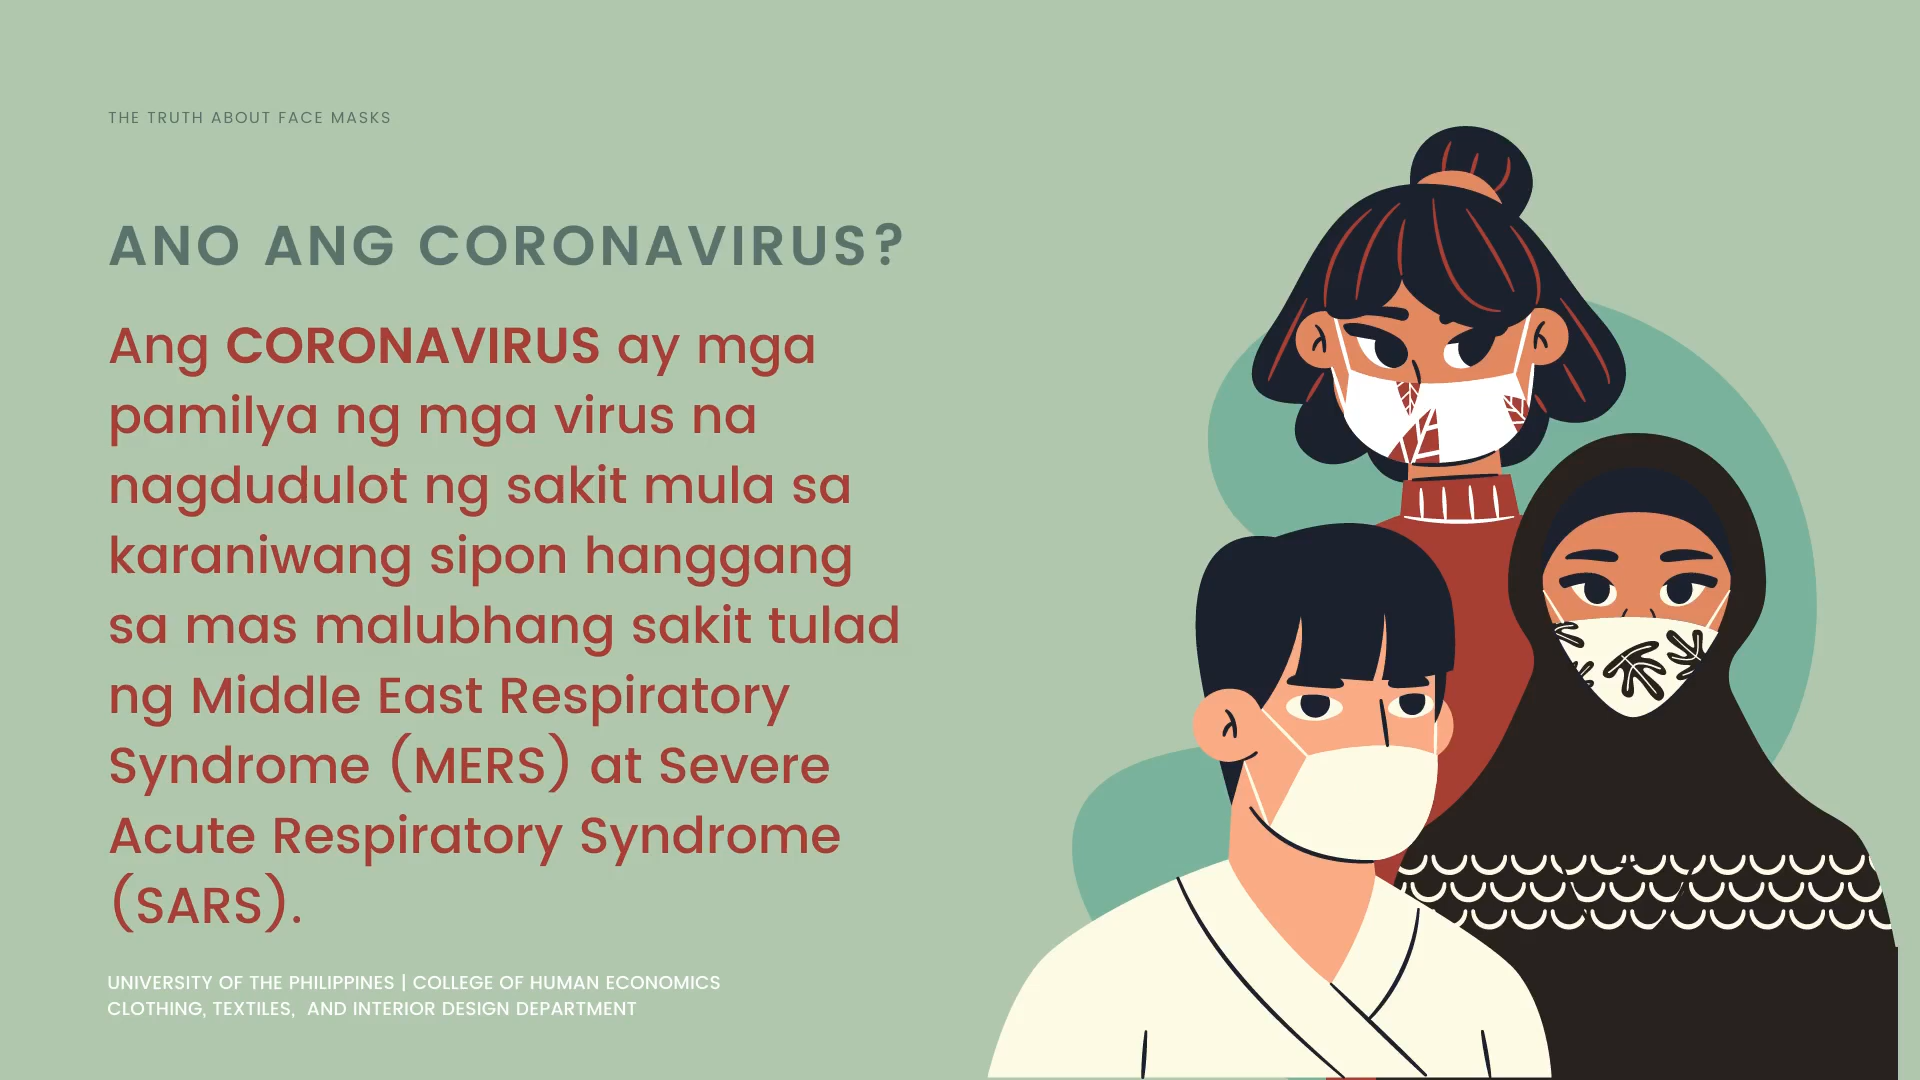 THE TRUTH ABOUT FACE MASKS
ANO ANG CORONAVIRUS?
Ang CORONAVIRUS ay mga
pamilya ng mga virus na
nagdudulot ng sakit mula sa
karaniwang sipon hanggang
sa mas malubhang sakit tulad
ng Middle East Respiratory
Syndrome (MERS) at Severe
Acute Respiratory Syndrome
(SARS).
UNIVERSITY OF THE PHILIPPINES | COLLEGE OF HUMAN ECONOMICS
CLOTHING, TEXTILES,  AND INTERIOR DESIGN DEPARTMENT